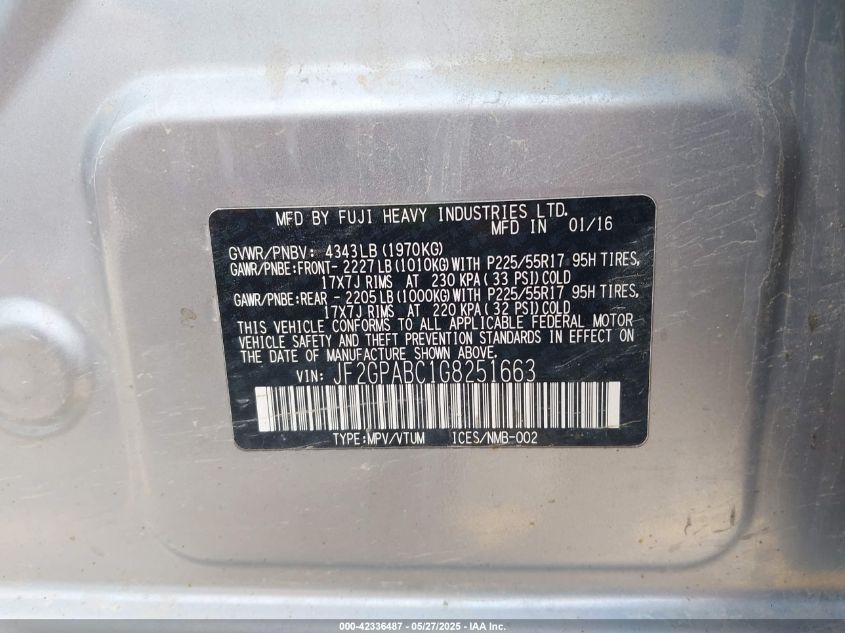 MFD BY FUJI HEAVY INDUSTRIES LTD.
MFD IN 01/16
GVWR/PNBV: 4343LB (1970KG)
GAWR/PNBE:FRONT- 2227LB (1010KG) WITH P225/55R17 95H TIRES,
17X7J RIMS AT 230 KPA (33 PSI) COLD
GAWR/PNBE:REAR - 2205LB (1000KG) WITH P225/55R17 95H TIRES,
17X7J RIMS AT 220 KPA (32 PSI) COLD
THIS VEHICLE CONFORMS TO ALL APPLICABLE FEDERAL MOTOR
VEHICLE SAFETY AND THEFT PREVENTION STANDARDS IN EFFECT ON
THE DATE OF MANUFACTURE SHOWN ABOVE.
VIN: JF2GPABC1G8251663
TYPE:MPV/VTUM ICES/NMB-002
000-42336487 - 05/27/2025 - IAA Inc.